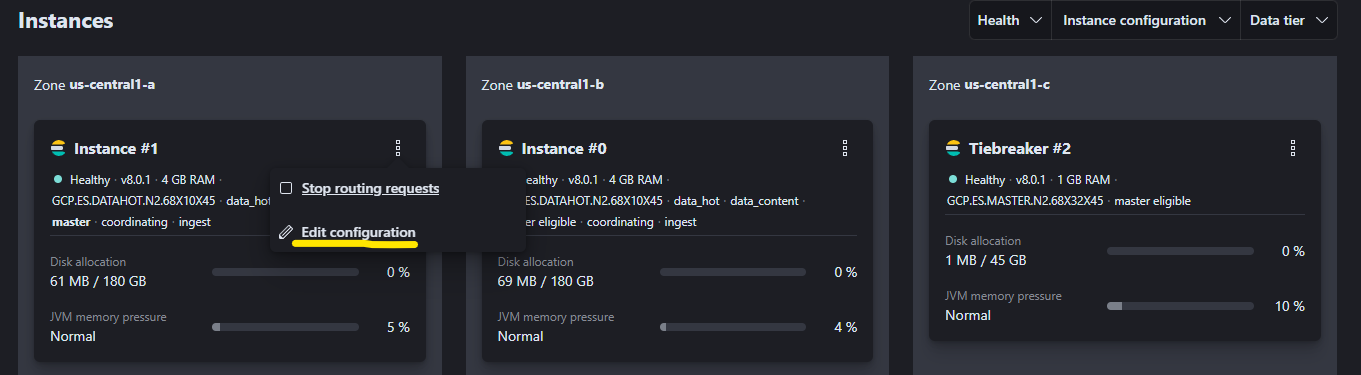 Instances
Health
Instance configuration
Data tier
Zone us-central1-a
Instance #1
Healthy · v8.0.1 · 4 GB RAM ·
GCP.ES.DATAHOT.N2.68X10X45 · data_hot
master · coordinating · ingest
Stop routing requests
Edit configuration
Disk allocation
61 MB / 180 GB
0 %
JVM memory pressure
Normal
5 %
Zone us-central1-b
Instance #0
ealthy · v8.0.1 · 4 GB RAM ·
ES.DATAHOT.N2.68X10X45 · data_hot · data_content ·
er eligible · coordinating · ingest
Disk allocation
69 MB / 180 GB
0 %
JVM memory pressure
Normal
4 %
Zone us-central1-c
Tiebreaker #2
Healthy · v8.0.1 · 1 GB RAM ·
GCP.ES.MASTER.N2.68X32X45 · master eligible
Disk allocation
1 MB / 45 GB
0 %
JVM memory pressure
Normal
10 %